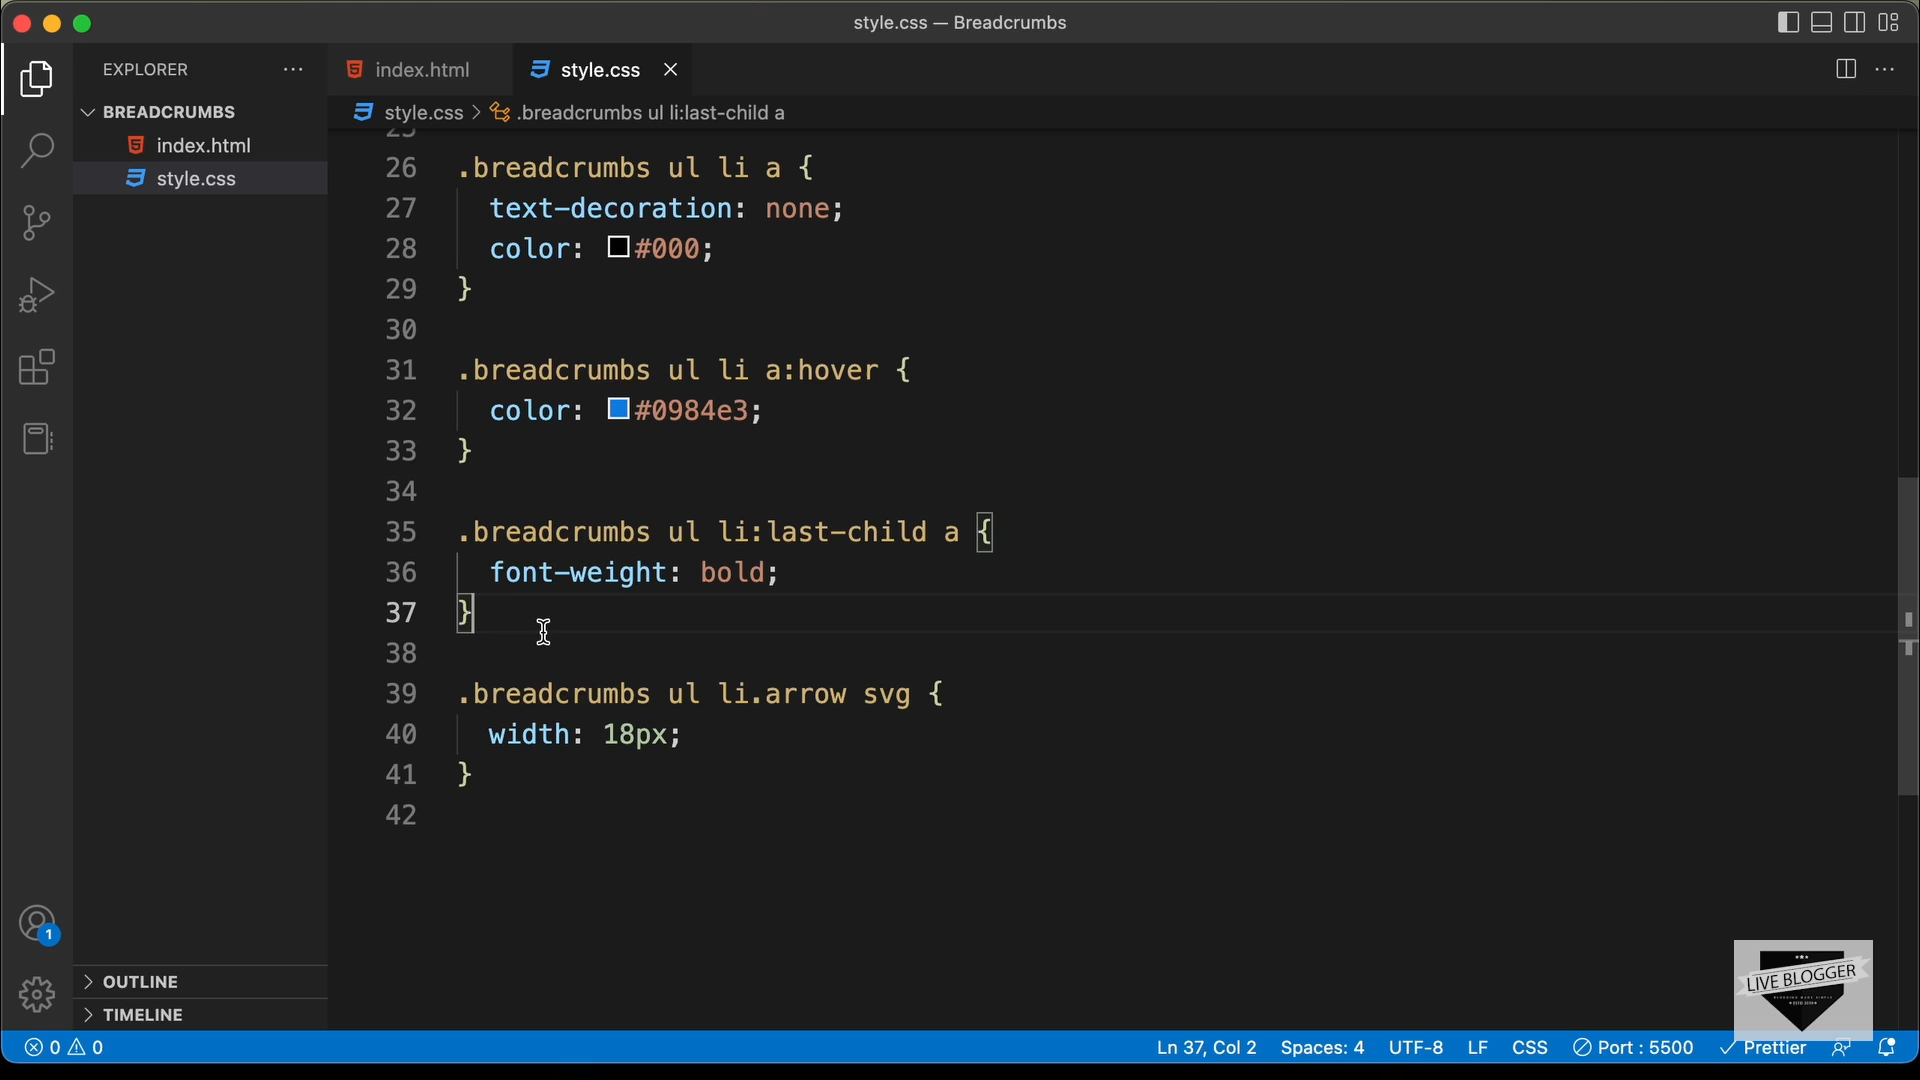 style.css — Breadcrumbs
EXPLORER
BREADCRUMBS
index.html
style.css
OUTLINE
TIMELINE
index.html
style.css
style.css > .breadcrumbs ul li:last-child a
25
26 .breadcrumbs ul li a {
27 text-decoration: none;
28 color: #000;
29 }
30
31 .breadcrumbs ul li a:hover {
32 color: #0984e3;
33 }
34
35 .breadcrumbs ul li:last-child a {
36 font-weight: bold;
37 }
38
39 .breadcrumbs ul li.arrow svg {
40 width: 18px;
41 }
42
1
LIVE BLOGGER
0 0
Ln 37, Col 2 Spaces: 4 UTF-8 LF CSS Port : 5500 Prettier